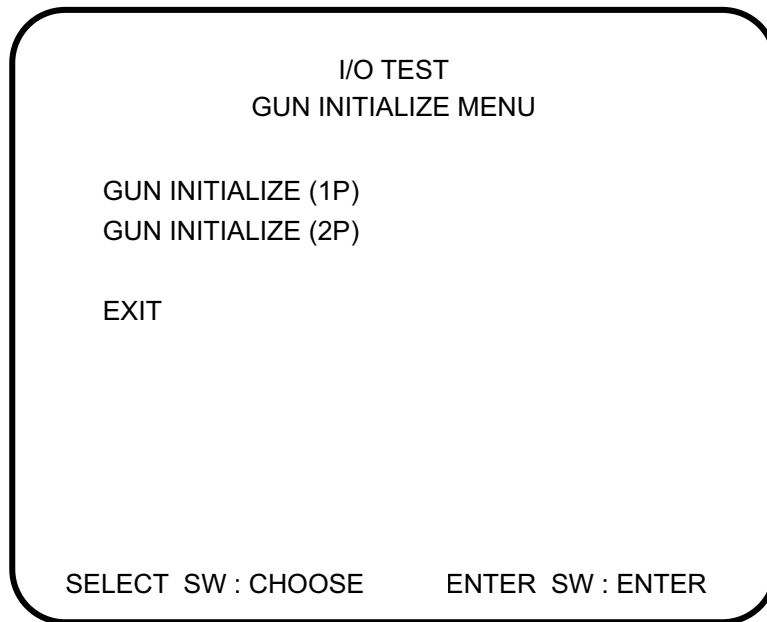 I/O TEST
GUN INITIALIZE MENU
GUN INITIALIZE (1P)
GUN INITIALIZE (2P)
EXIT
SELECT SW : CHOOSE ENTER SW : ENTER